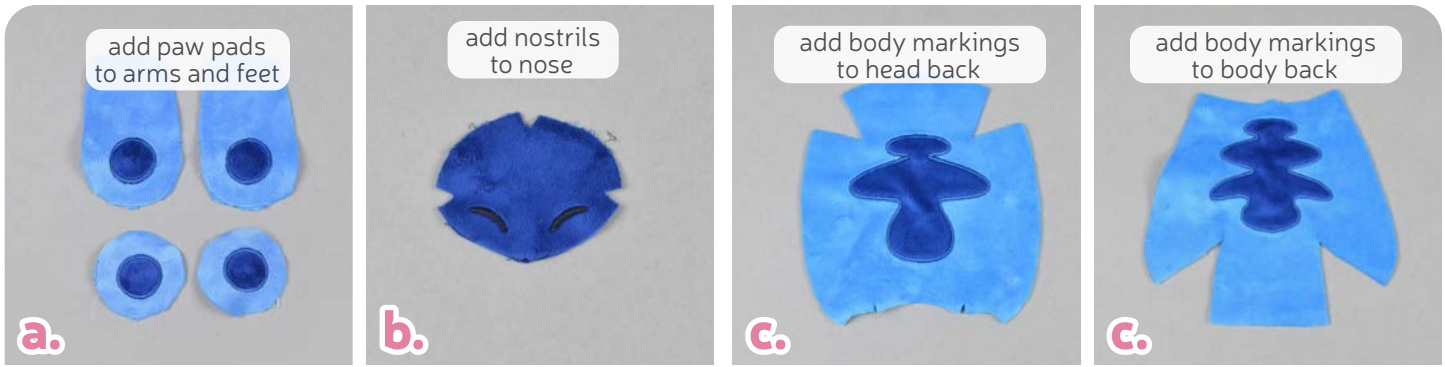 add paw pads
to arms and feet
a.
add nostrils
to nose
b.
add body markings
to head back
c.
add body markings
to body back
c.